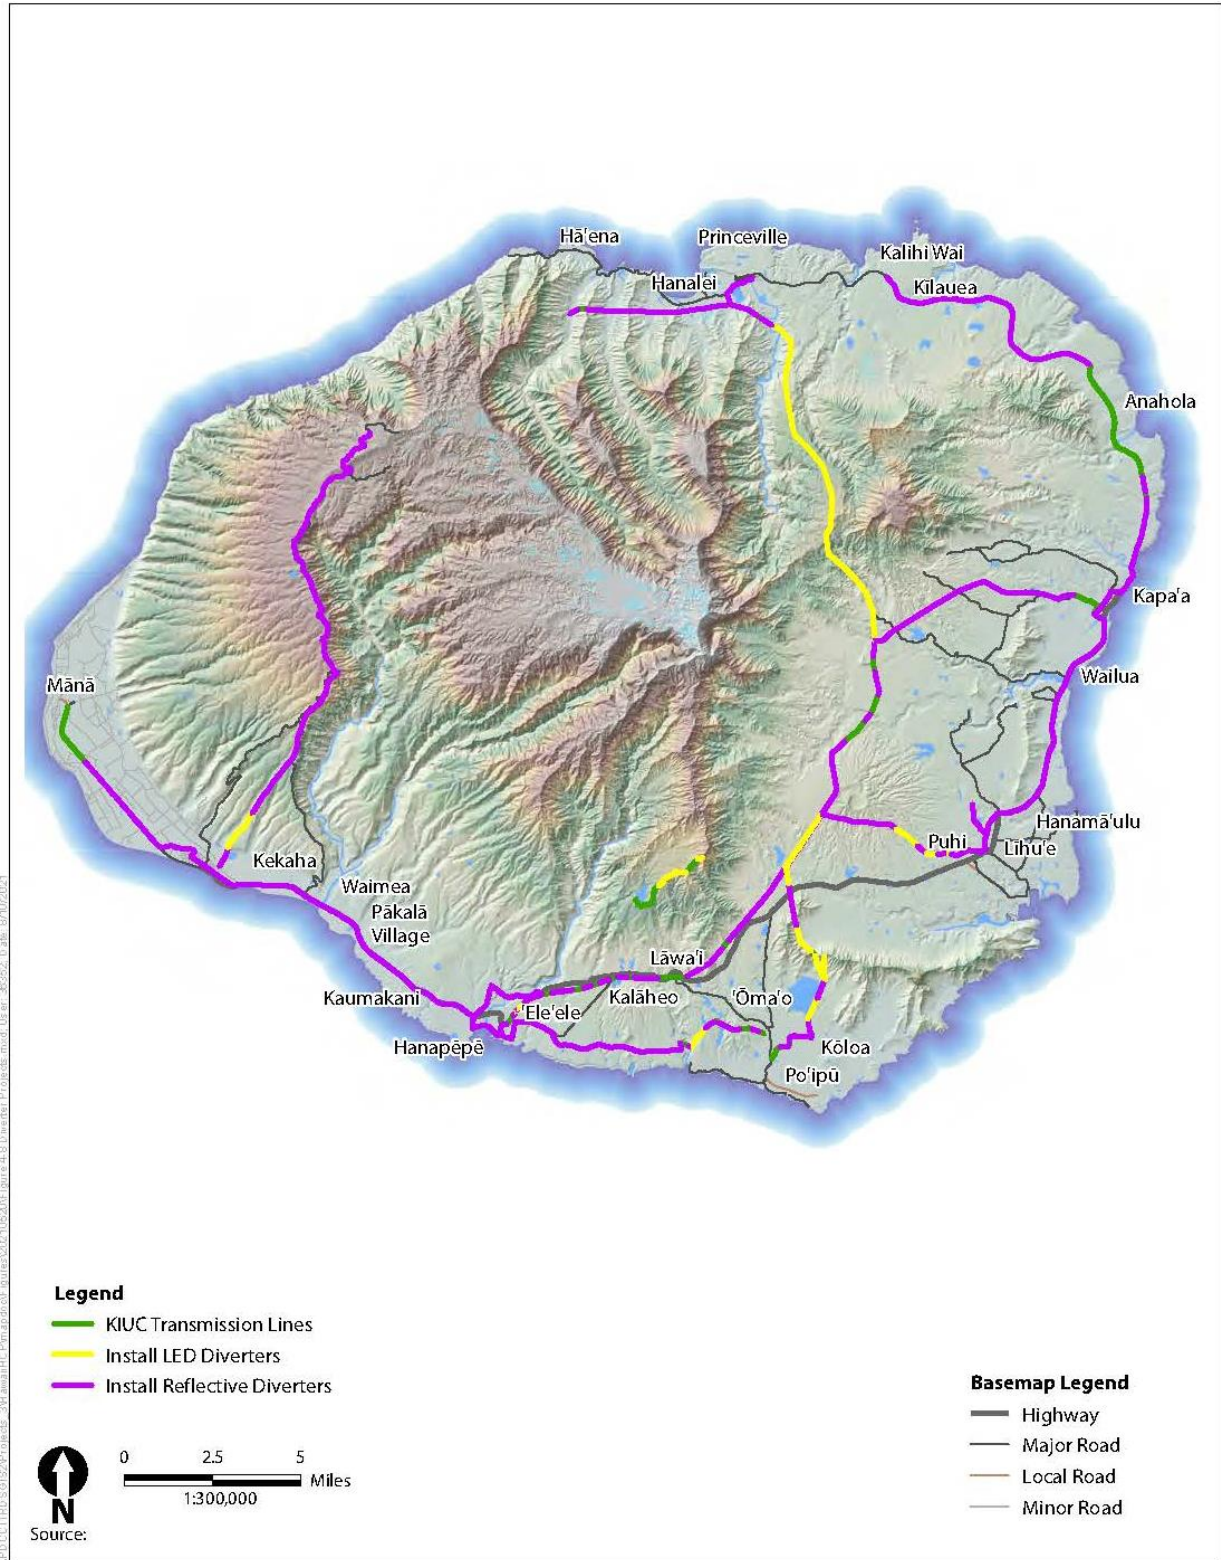 Hā'ena
Princeville
Kalihi Wai
Hanalei
Kīlauea
Anahola
Kapa'a
Wailua
Mānā
Hanamā'ulu
Puhi
Līhu'e
Kekaha
Waimea
Pākalā
Village
Lāwa'i
Kaumakani
Kalāheo
'Ōma'o
'Ele'ele
Hanapēpē
Kōloa
Po'ipū
Legend
KIUC Transmission Lines
Install LED Diverters
Install Reflective Diverters
Basemap Legend
Highway
Major Road
Local Road
Minor Road
0 2.5 5
Miles
1:300,000
N
Source: